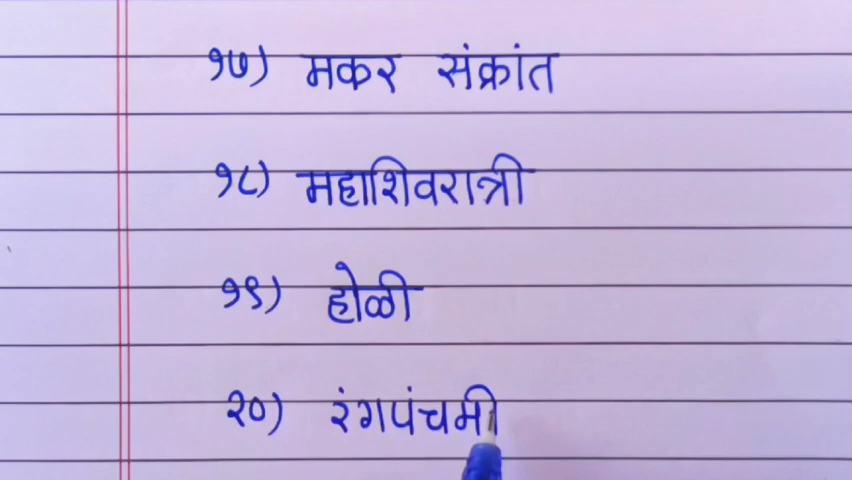 १७) मकर संक्रांत
१८) महाशिवरात्री
१९) होळी
२०) रंगपंचमी